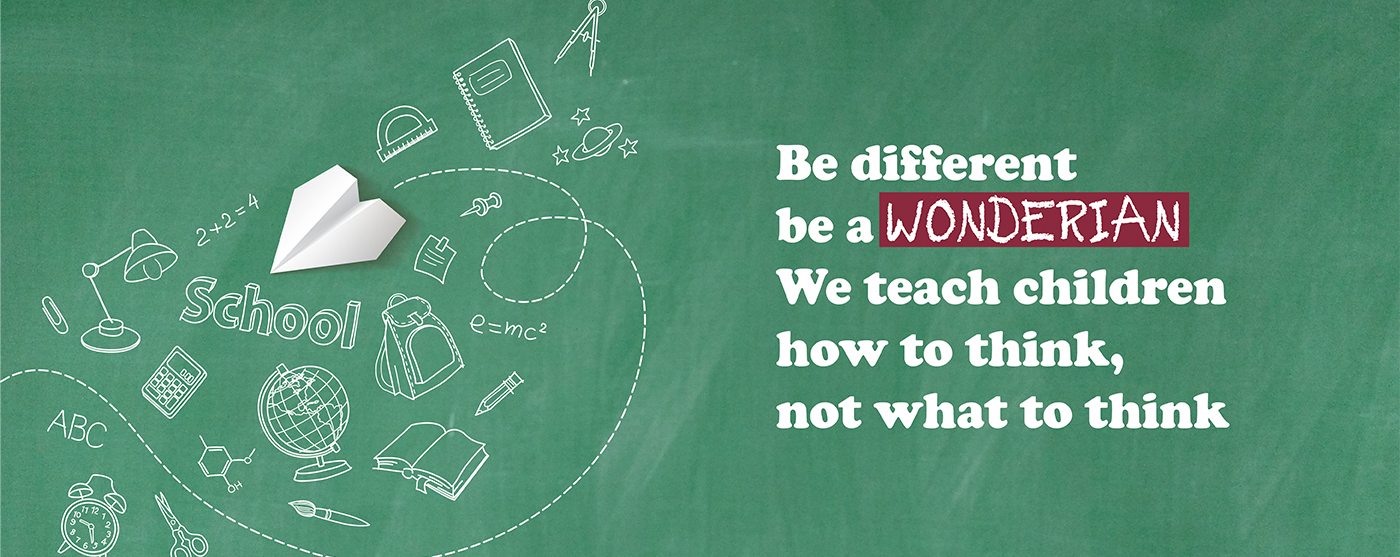 Be different
be a WONDERIAN
We teach children
how to think,
not what to think
2+2=4
School
e=mc²
ABC
OH